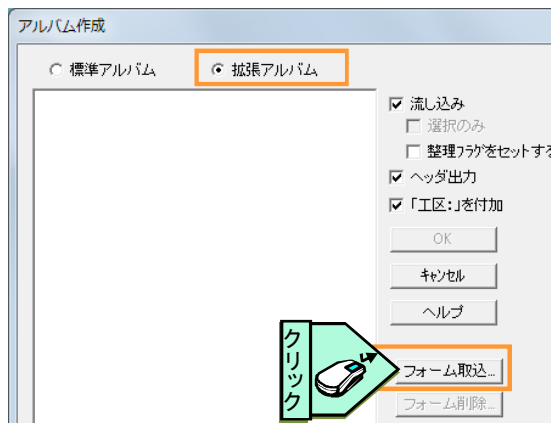 アルバム作成
標準アルバム
拡張アルバム
流し込み
選択のみ
整理フラグをセットする
ヘッダ出力
「工区:」を付加
OK
キャンセル
ヘルプ
クリック
フォーム取込...
フォーム削除...